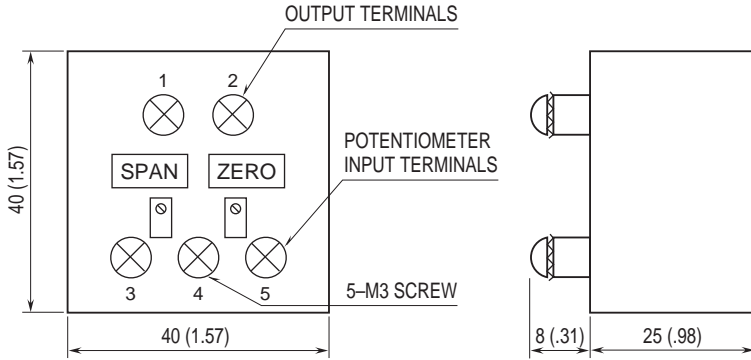 OUTPUT TERMINALS
1 2
POTENTIOMETER
INPUT TERMINALS
SPAN ZERO
40 (1.57)
3 4 5
5–M3 SCREW
40 (1.57)
8 (.31) 25 (.98)